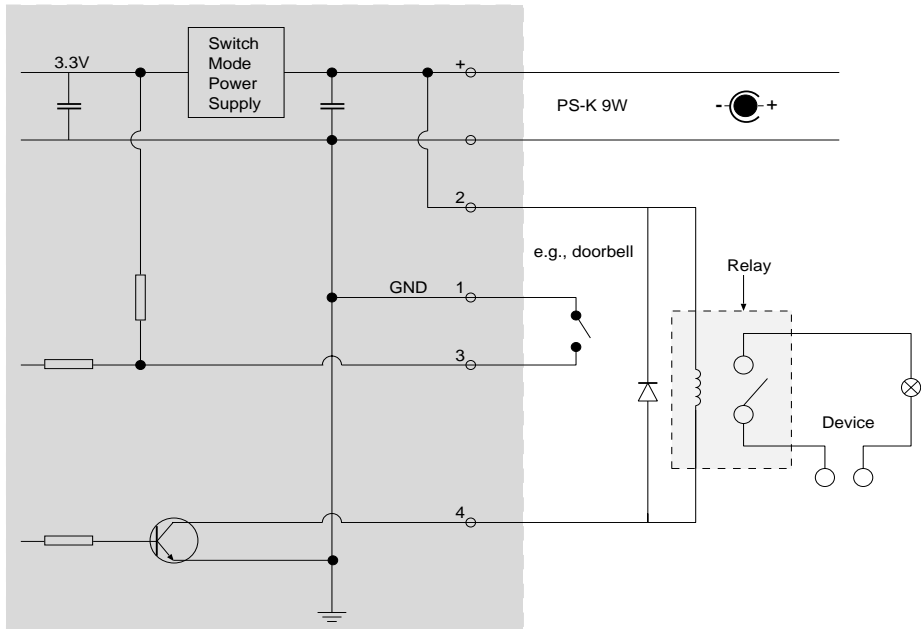 3.3V
Switch
Mode
Power
Supply
+
PS-K 9W
- +
2
e.g., doorbell
Relay
GND 1
3
Device
4